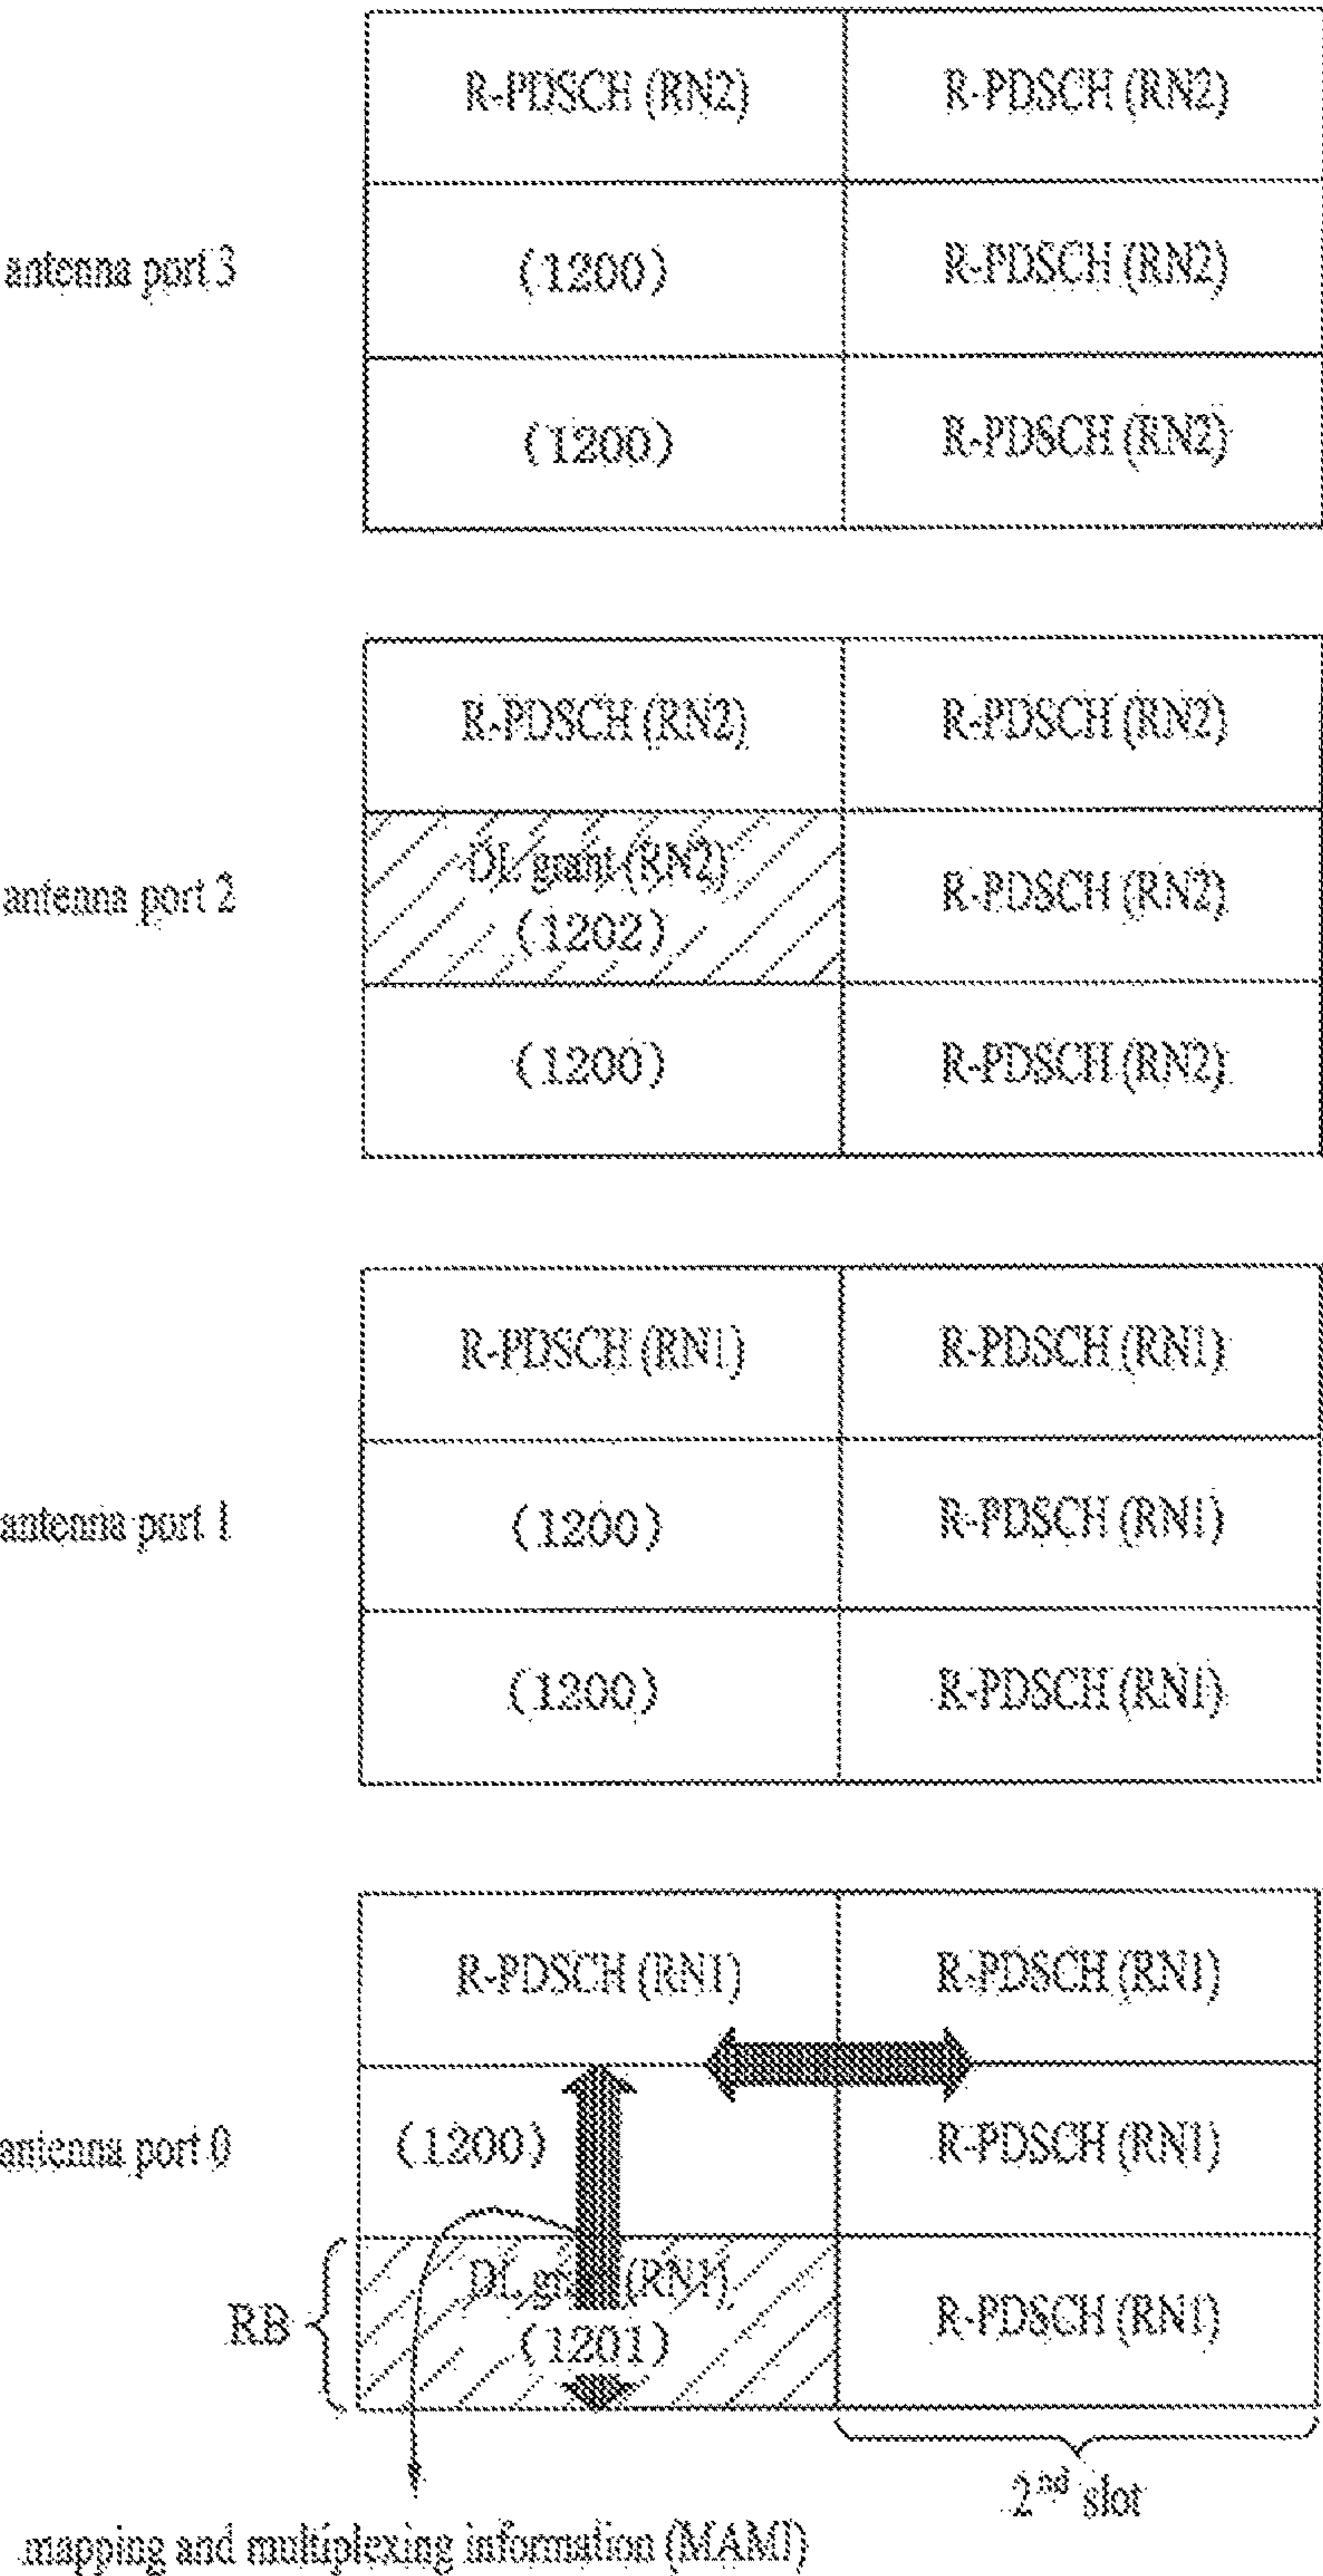 R-PDSCH (RN2) R-PDSCH (RN2)
antenna port 3 (1200) R-PDSCH (RN2)
(1200) R-PDSCH (RN2)
R-PDSCH (RN2) R-PDSCH (RN2)
DL grant (RN2)
antenna port 2 (1202) R-PDSCH (RN2)
(1200) R-PDSCH (RN2)
R-PDSCH (RN1) R-PDSCH (RN1)
antenna port 1 (1200) R-PDSCH (RN1)
(1200) R-PDSCH (RN1)
R-PDSCH (RN1) R-PDSCH (RN1)
antenna port 0 (1200) R-PDSCH (RN1)
DL grant (RN1)
RB (1201) R-PDSCH (RN1)
2nd slot
mapping and multiplexing information (MAMI)